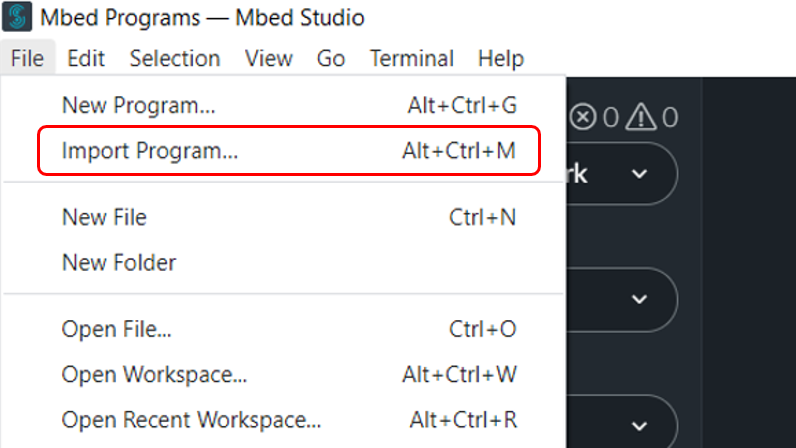 Mbed Programs — Mbed Studio
File Edit Selection View Go Terminal Help
New Program... Alt+Ctrl+G
0 0
Import Program... Alt+Ctrl+M
New File Ctrl+N
New Folder
Open File... Ctrl+O
Open Workspace... Alt+Ctrl+W
Open Recent Workspace... Alt+Ctrl+R